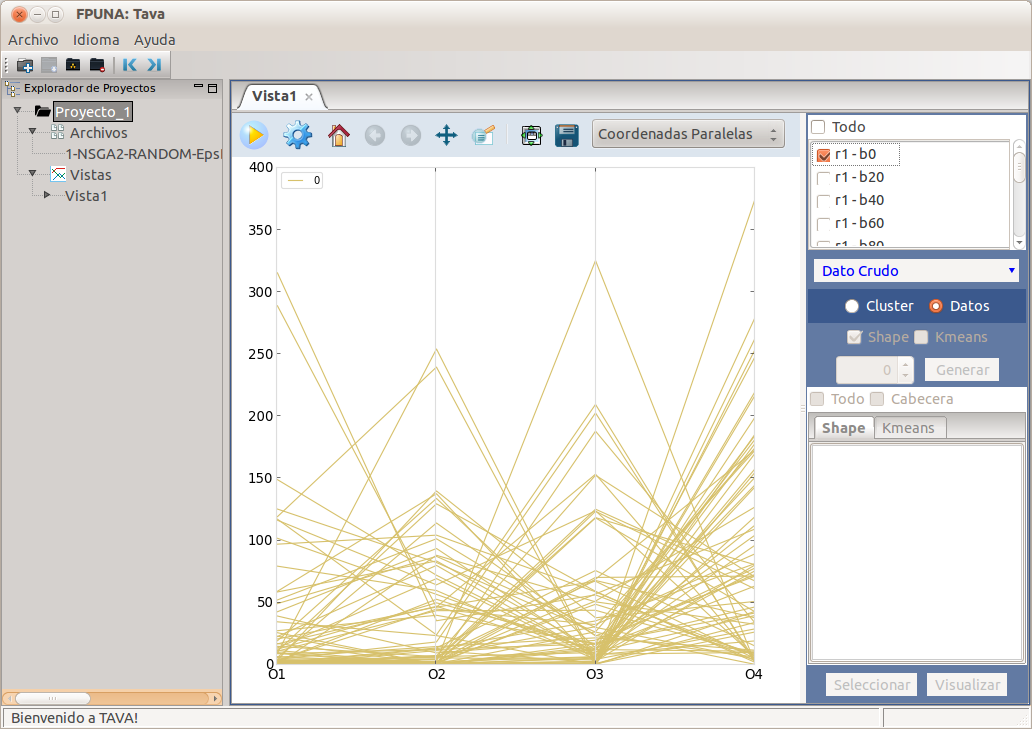 FPUNA: Tava
Archivo Idioma Ayuda
Explorador de Proyectos
Proyecto_1
Archivos
1-NSGA2-RANDOM-Epsi
Vistas
Vista1
Vista1
Coordenadas Paralelas
400
350
300
250
200
150
100
50
0
O1 O2 O3 O4
0
Todo
r1 - b0
r1 - b20
r1 - b40
r1 - b60
r1 - b80
Dato Crudo
Cluster Datos
Shape Kmeans
0 Generar
Todo Cabecera
Shape Kmeans
Seleccionar Visualizar
Bienvenido a TAVA!